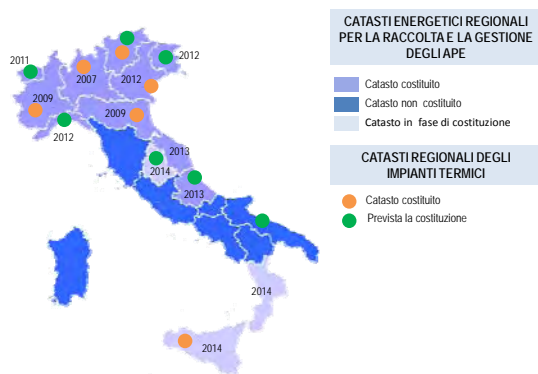 CATASTI ENERGETICI REGIONALI
PER LA RACCOLTA E LA GESTIONE
DEGLI APE
Catasto costituito
Catasto non costituito
Catasto in fase di costituzione
CATASTI REGIONALI DEGLI
IMPIANTI TERMICI
Catasto costituito
Prevista la costituzione
2011
2012
2007
2012
2009
2009
2012
2013
2014
2013
2014
2014